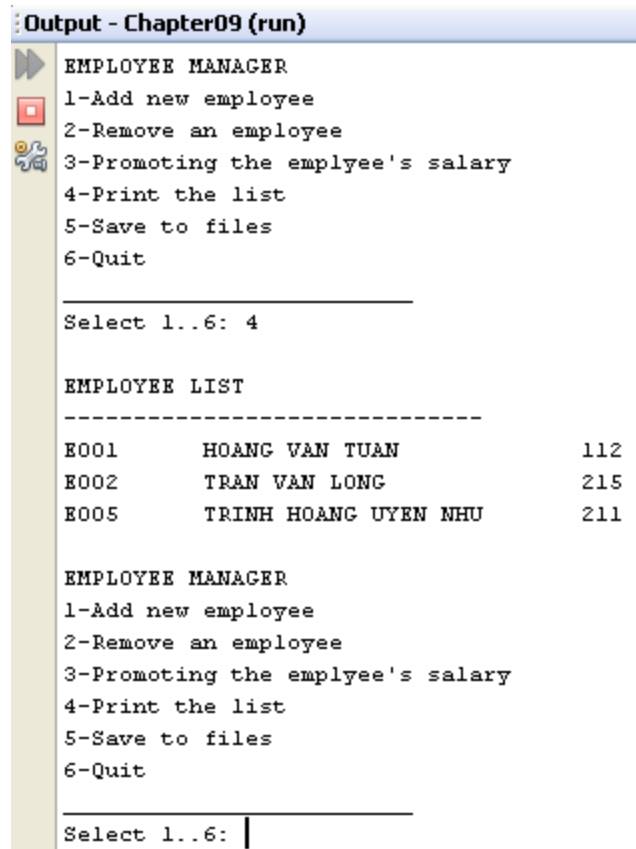 Output - Chapter09 (run)
EMPLOYEE MANAGER
1-Add new employee
2-Remove an employee
3-Promoting the emplyee's salary
4-Print the list
5-Save to files
6-Quit
_________________________
Select 1..6: 4
EMPLOYEE LIST
------------------------------
E001 HOANG VAN TUAN 112
E002 TRAN VAN LONG 215
E005 TRINH HOANG UYEN NHU 211
EMPLOYEE MANAGER
1-Add new employee
2-Remove an employee
3-Promoting the emplyee's salary
4-Print the list
5-Save to files
6-Quit
_________________________
Select 1..6: